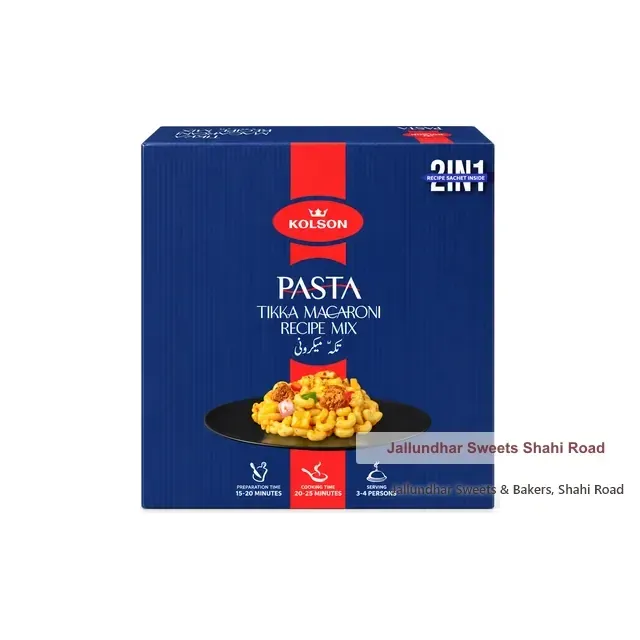 PASTA
2IN1
RECIPE SACHET INSIDE
KOLSON
PASTA
TIKKA MACARONI
RECIPE MIX
تکہّ میکرونی
Jallundhar Sweets Shahi Road
PREPARATION TIME
15-20 MINUTES
COOKING TIME
20-25 MINUTES
SERVING
3-4 PERSONS
Jallundhar Sweets & Bakers, Shahi Road